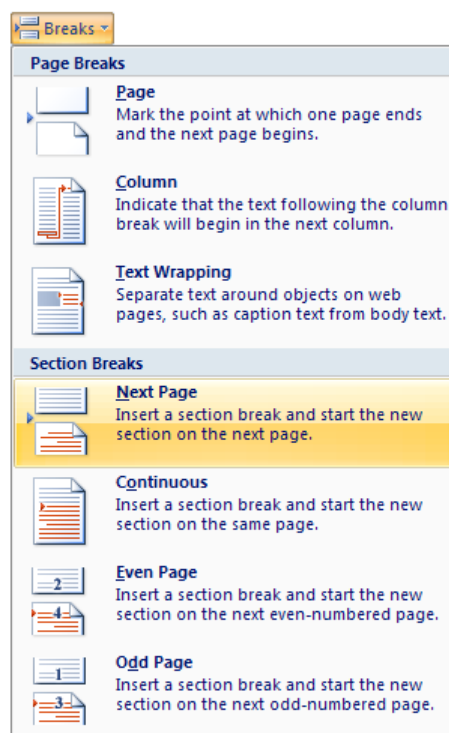 Breaks
Page Breaks
Page
Mark the point at which one page ends
and the next page begins.
Column
Indicate that the text following the column
break will begin in the next column.
Text Wrapping
Separate text around objects on web
pages, such as caption text from body text.
Section Breaks
Next Page
Insert a section break and start the new
section on the next page.
Continuous
Insert a section break and start the new
section on the same page.
Even Page
2
Insert a section break and start the new
4
section on the next even-numbered page.
Odd Page
1
Insert a section break and start the new
3
section on the next odd-numbered page.